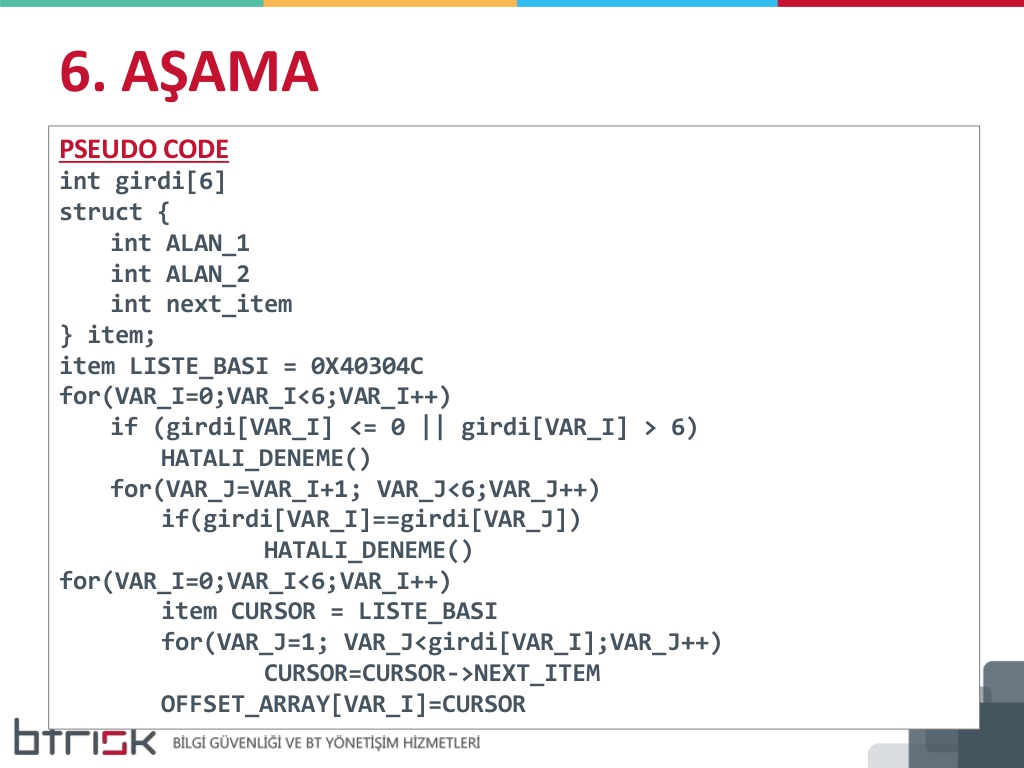 6. AŞAMA
PSEUDO CODE
int girdi[6]
struct {
    int ALAN_1
    int ALAN_2
    int next_item
} item;
item LISTE_BASI = 0X40304C
for(VAR_I=0;VAR_I<6;VAR_I++)
    if (girdi[VAR_I] <= 0 || girdi[VAR_I] > 6)
        HATALI_DENEME()
    for(VAR_J=VAR_I+1; VAR_J<6;VAR_J++)
        if(girdi[VAR_I]==girdi[VAR_J])
                HATALI_DENEME()
for(VAR_I=0;VAR_I<6;VAR_I++)
        item CURSOR = LISTE_BASI
        for(VAR_J=1; VAR_J<girdi[VAR_I];VAR_J++)
                CURSOR=CURSOR->NEXT_ITEM
        OFFSET_ARRAY[VAR_I]=CURSOR
btrisk BİLGİ GÜVENLİĞİ VE BT YÖNETİŞİM HİZMETLERİ